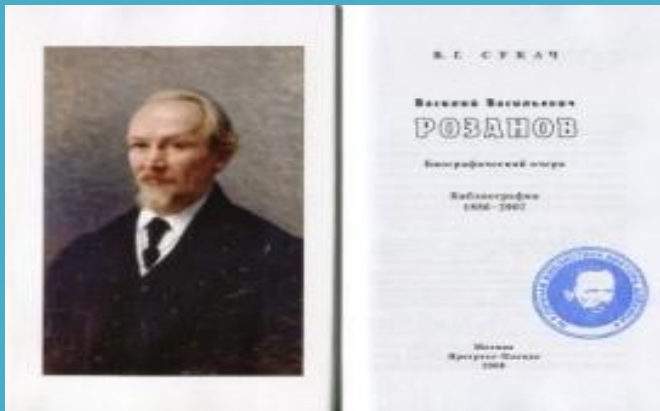 В. Г. СУКАЧ
Василий Васильевич
РОЗАНОВ
Биографический очерк
Библиография
1886–2007
Москва
Прогресс-Плеяда
2008